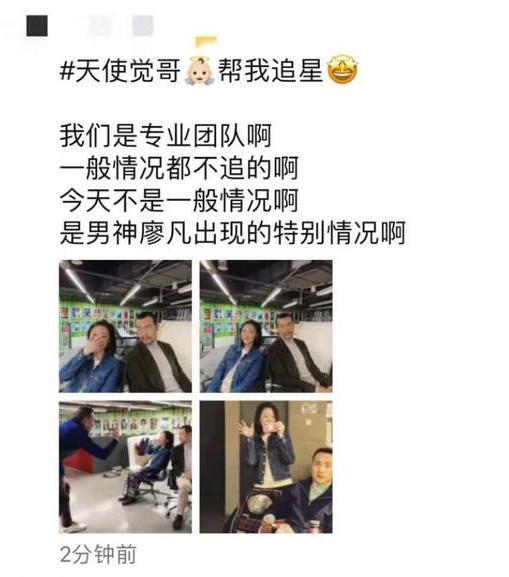 #天使觉哥👼🏻帮我追星🤩
我们是专业团队啊
一般情况都不追的啊
今天不是一般情况啊
是男神廖凡出现的特别情况啊
2分钟前